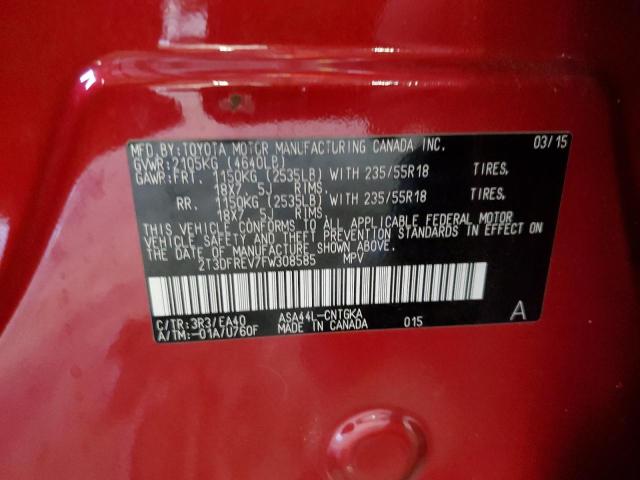 MFD.BY:TOYOTA MOTOR MANUFACTURING CANADA INC. 03/15
GVWR:2105KG (4640LB)
GAWR:FRT. 1150KG (2535LB) WITH 235/55R18 TIRES,
18X7.5J RIMS,
RR. 1150KG (2535LB) WITH 235/55R18 TIRES,
18X7.5J RIMS,
THIS VEHICLE CONFORMS TO ALL APPLICABLE FEDERAL MOTOR
VEHICLE SAFETY AND THEFT PREVENTION STANDARDS IN EFFECT ON
THE DATE OF MANUFACTURE SHOWN ABOVE.
2T3DFREV7FW308585 MPV
C/TR:3R3/EA40 ASA44L-CNTGKA A
A/TM:-01A/U760F MADE IN CANADA 015